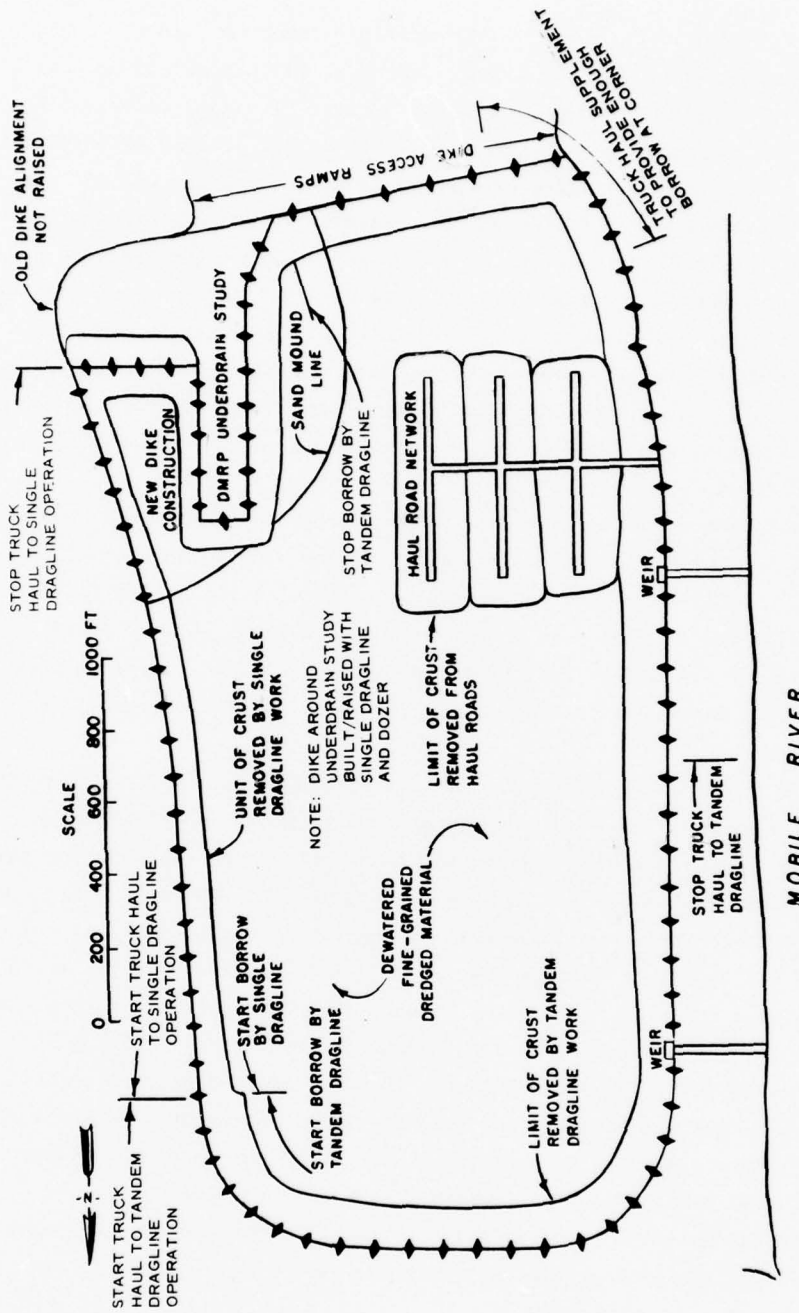 OLD DIKE ALIGNMENT
NOT RAISED
STOP TRUCK
HAUL TO SINGLE
DRAGLINE OPERATION
DIKE ACCESS RAMPS
TRUCK HAUL SUPPLEMENT
TO PROVIDE ENOUGH
BORROW AT CORNER
NEW DIKE
CONSTRUCTION
DMRP UNDERDRAIN STUDY
SAND MOUND
LINE
STOP BORROW BY
TANDEM DRAGLINE
HAUL ROAD NETWORK
SCALE
0 200 400 600 800 1000 FT
UNIT OF CRUST
REMOVED BY SINGLE
DRAGLINE WORK
NOTE: DIKE AROUND
UNDERDRAIN STUDY
BUILT/RAISED WITH
SINGLE DRAGLINE
AND DOZER
LIMIT OF CRUST
REMOVED FROM
HAUL ROADS
WEIR
START TRUCK HAUL
TO SINGLE DRAGLINE
OPERATION
START BORROW
BY SINGLE
DRAGLINE
START BORROW BY
TANDEM DRAGLINE
DEWATERED
FINE-GRAINED
DREDGED MATERIAL
STOP TRUCK
HAUL TO TANDEM
DRAGLINE
N
START TRUCK
HAUL TO TANDEM
DRAGLINE
OPERATION
LIMIT OF CRUST
REMOVED BY TANDEM
DRAGLINE WORK
WEIR
MOBILE RIVER